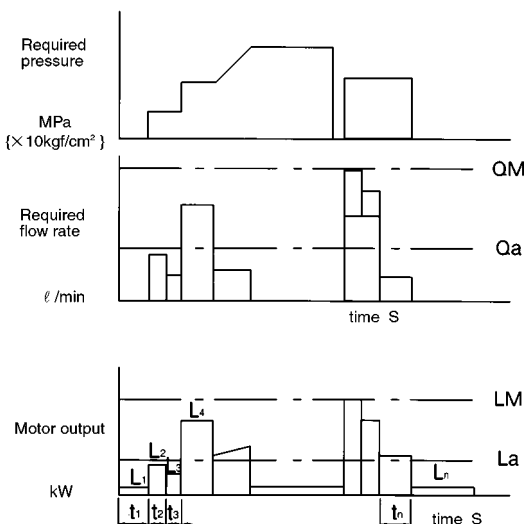 Required
pressure
MPa
{×10kgf/cm²}
QM
Required
flow rate
Qa
ℓ/min
time S
LM
L₄
Motor output
L₂
La
L₃
L₁
Lₙ
kW
t₁
t₂
t₃
tₙ
time S